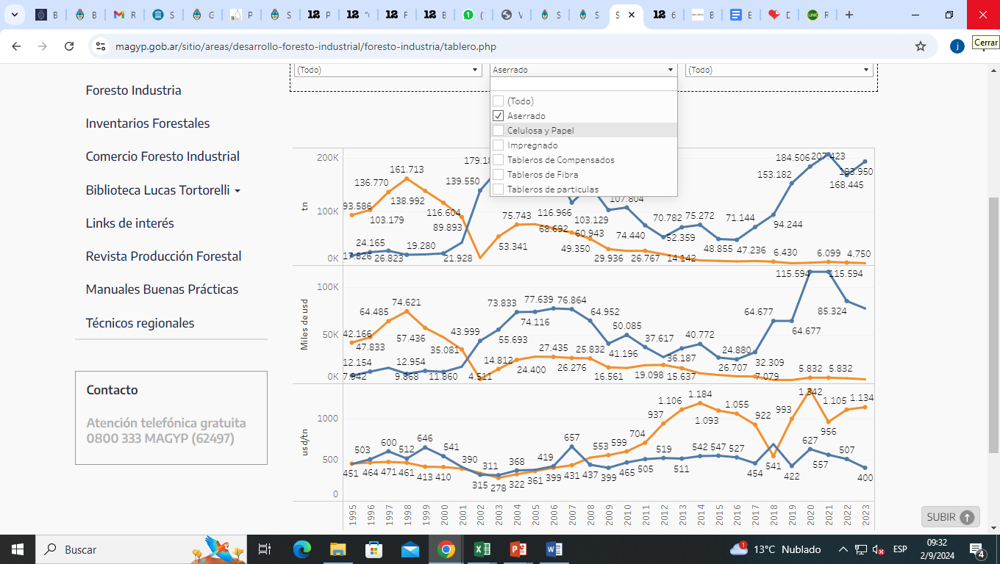 B B R S G P S 12 P 12 "( 12 F 12 B ( V S S S 12 6 B E D R
magyp.gob.ar/sitio/areas/desarrollo-foresto-industrial/foresto-industria/tablero.php
j
Cerrar
(Todo) Aserrado (Todo)
Foresto Industria
Inventarios Forestales
Comercio Foresto Industrial
Biblioteca Lucas Tortorelli
Links de interés
Revista Producción Forestal
Manuales Buenas Prácticas
Técnicos regionales
Contacto
Atención telefónica gratuita
0800 333 MAGYP (62497)
(Todo)
Aserrado
Celulosa y Papel
Impregnado
Tableros de Compensados
Tableros de Fibra
Tableros de particulas
tn
200K
100K
0K
161.713 179.18 184.506 207.423
136.770 139.550 153.182 193.950
138.992 168.445
93.586 107.804
103.179 116.604 75.743 116.966 103.129 70.782 75.272 71.144 94.244
89.893 68.692 60.943 74.440 52.359
24.165 19.280 53.341 49.350 48.855 47.236 6.430 6.099 4.750
17.826 26.823 21.928 29.936 26.767 14.142
Miles de usd
100K
50K
0K
115.594 115.594
74.621 73.833 77.639 76.864 85.324
64.485 74.116 64.952 64.677
42.166 57.436 43.999 55.693 50.085 37.617 40.772 64.677
47.833 35.081 27.435 25.832 41.196 36.187 24.880
12.154 12.954 14.812 24.400 26.276 26.707 32.309
7.942 9.868 11.860 4.511 16.561 19.098 15.637 7.079 5.832 5.832
usd/tn
1000
500
0
1.106 1.184 1.055 993 1.342 1.105 1.134
937 1.093 922 956
503 600 646 541 657 553 599 704 627
512 390 311 368 419 519 542 547 527 541 557 507
451 464 471 461 413 410 315 278 322 361 399 431 437 399 465 505 511 454 422 400
1995 1996 1997 1998 1999 2000 2001 2002 2003 2004 2005 2006 2007 2008 2009 2010 2011 2012 2013 2014 2015 2016 2017 2018 2019 2020 2021 2022 2023
SUBIR
Buscar
1
13°C Nublado
ESP
09:32
2/9/2024
4